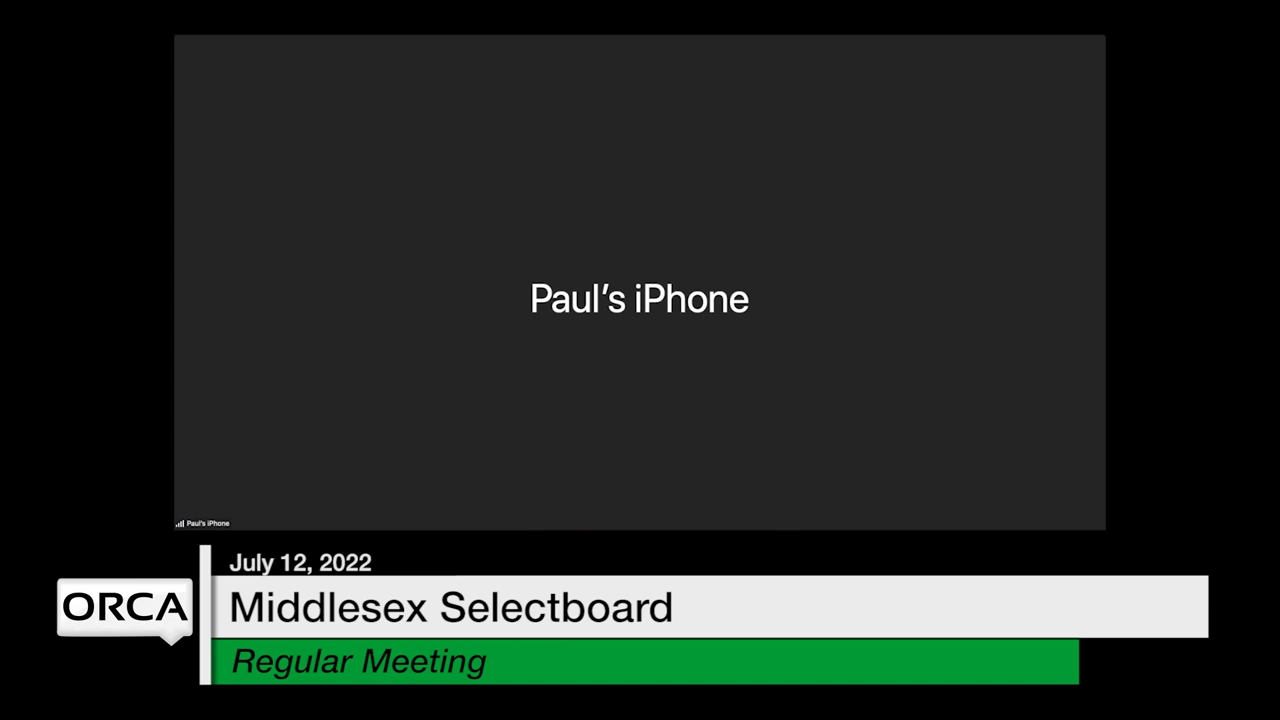 Paul's iPhone
Paul's iPhone
July 12, 2022
ORCA
Middlesex Selectboard
Regular Meeting